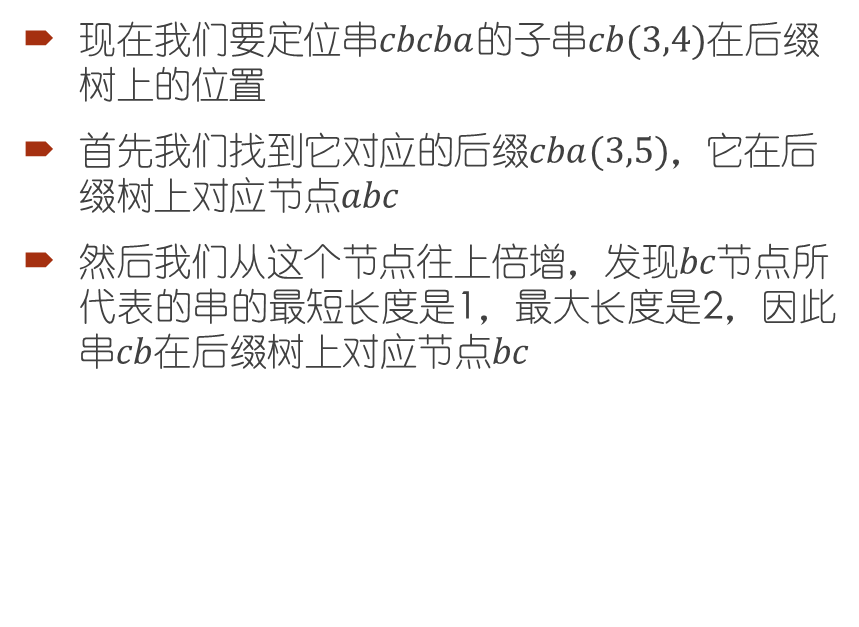 现在我们要定位串cbcba的子串cb(3,4)在后缀
树上的位置
首先我们找到它对应的后缀cba(3,5)，它在后
缀树上对应节点abc
然后我们从这个节点往上倍增，发现bc节点所
代表的串的最短长度是1，最大长度是2，因此
串cb在后缀树上对应节点bc